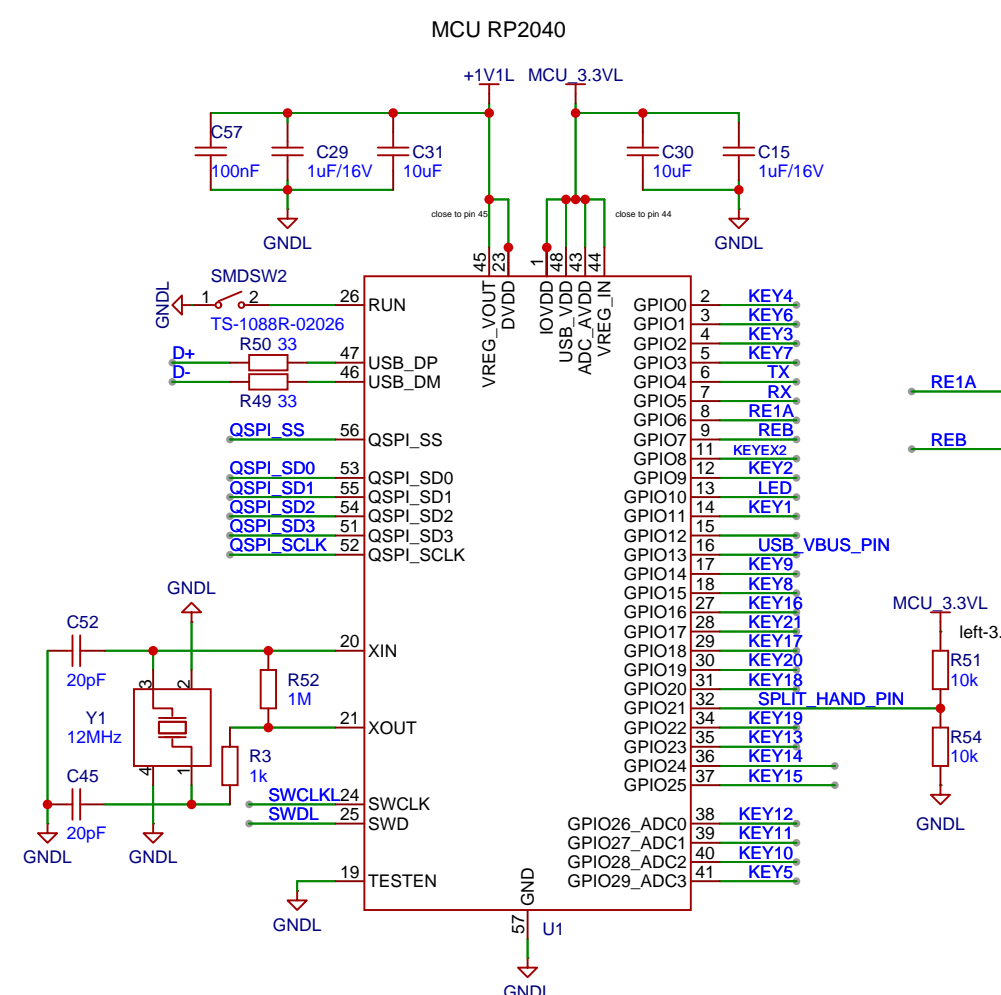 MCU RP2040
+1V1L MCU_3.3VL
C57
100nF
C29
1uF/16V
C31
10uF
C30
10uF
C15
1uF/16V
GNDL
GNDL
close to pin 45
close to pin 44
45 23 1 48 43 44
VREG_VOUT
DVDD
IOVDD
USB_VDD
ADC_AVDD
VREG_IN
SMDSW2
GNDL 1 2 26 RUN
TS-1088R-02026
R50 33
D+ 47 USB_DP
D- 46 USB_DM
R49 33
QSPI_SS 56 QSPI_SS
QSPI_SD0 53 QSPI_SD0
QSPI_SD1 55 QSPI_SD1
QSPI_SD2 54 QSPI_SD2
QSPI_SD3 51 QSPI_SD3
QSPI_SCLK 52 QSPI_SCLK
GNDL
C52
20pF
20 XIN
R52
1M
3 2
Y1
12MHz
4 1
21 XOUT
R3
1k
C45
20pF
SWCLKL 24 SWCLK
SWDL 25 SWD
GNDL
GNDL
19 TESTEN
GNDL
GPIO0 2 KEY4
GPIO1 3 KEY6
GPIO2 4 KEY3
GPIO3 5 KEY7
GPIO4 6 TX
GPIO5 7 RX
GPIO6 8 RE1A
GPIO7 9 REB
GPIO8 11 KEYEX2
GPIO9 12 KEY2
GPIO10 13 LED
GPIO11 14 KEY1
GPIO12 15
GPIO13 16 USB_VBUS_PIN
GPIO14 17 KEY9
GPIO15 18 KEY8
GPIO16 27 KEY16
GPIO17 28 KEY21
GPIO18 29 KEY17
GPIO19 30 KEY20
GPIO20 31 KEY18
GPIO21 32 SPLIT_HAND_PIN
GPIO22 34 KEY19
GPIO23 35 KEY13
GPIO24 36 KEY14
GPIO25 37 KEY15
GPIO26_ADC0 38 KEY12
GPIO27_ADC1 39 KEY11
GPIO28_ADC2 40 KEY10
GPIO29_ADC3 41 KEY5
GND
57
U1
GNDL
RE1A
REB
MCU_3.3VL
left-3.
R51
10k
R54
10k
GNDL